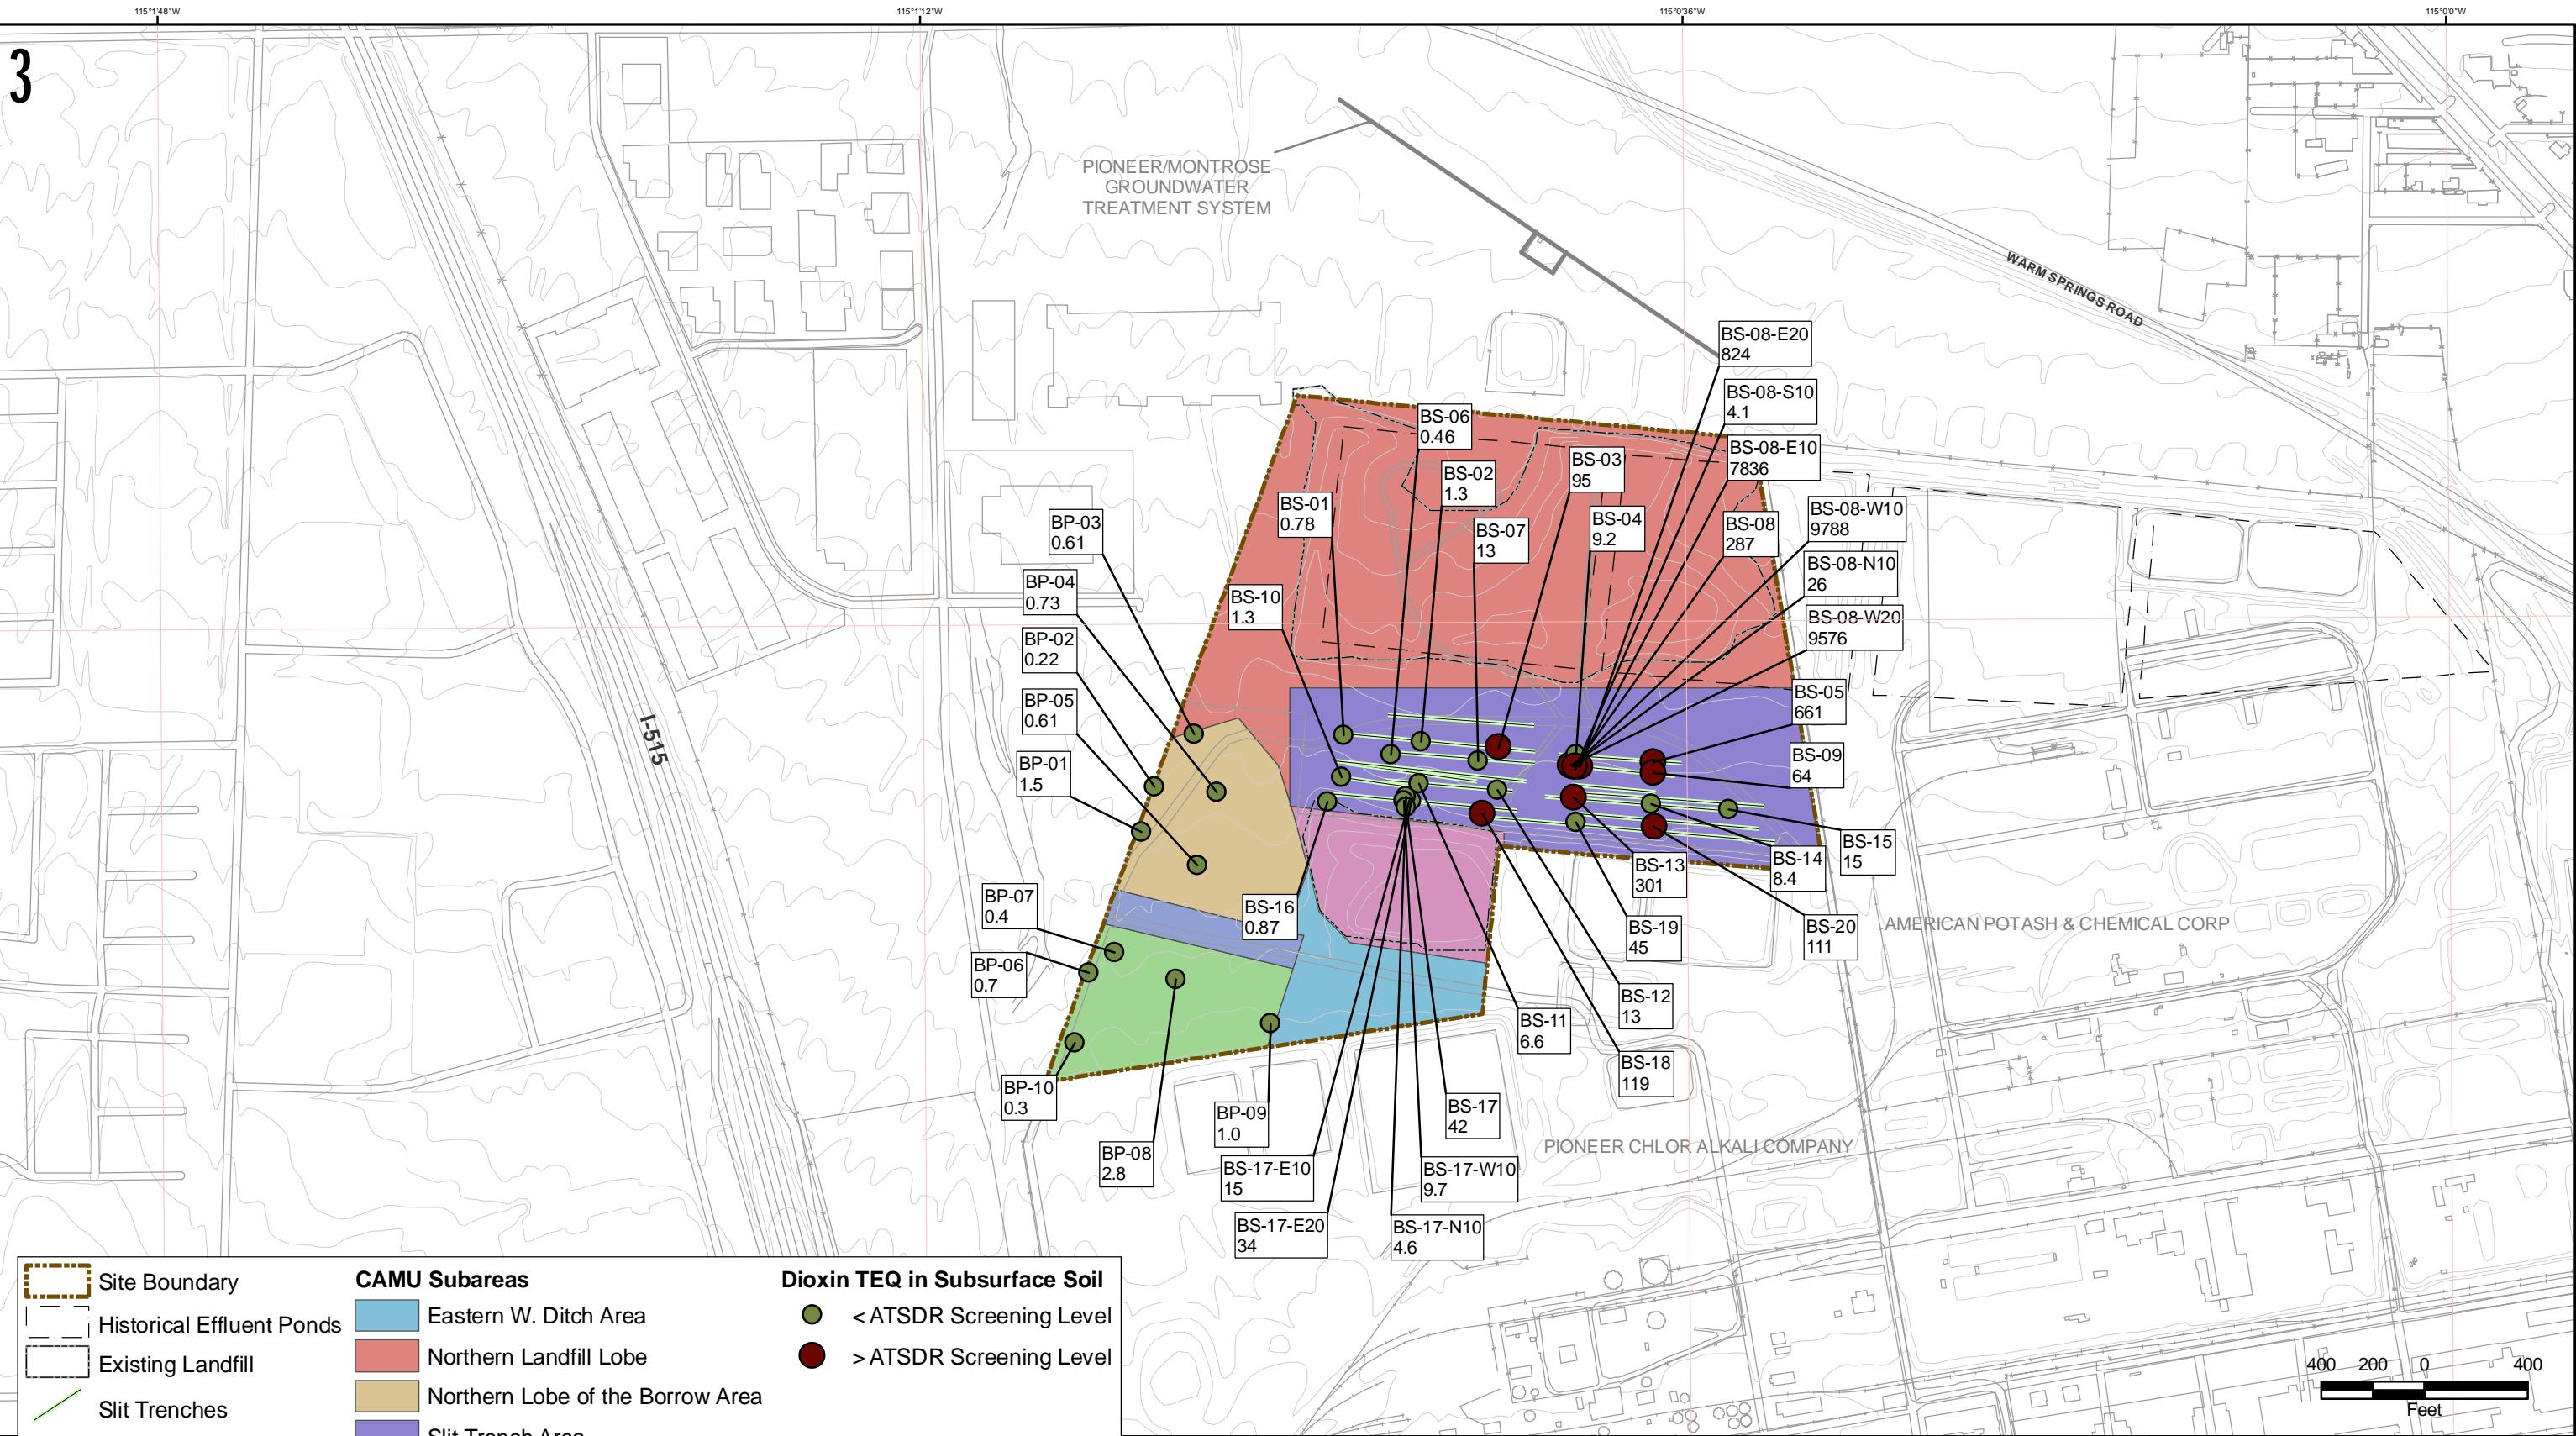 115°1'48"W
115°1'12"W
115°0'36"W
115°0'0"W
3
PIONEER/MONTROSE
GROUNDWATER
TREATMENT SYSTEM
WARM SPRINGS ROAD
I-515
BS-08-E20
824
BS-08-S10
4.1
BS-06
0.46
BS-08-E10
7836
BS-03
95
BS-02
1.3
BS-01
0.78
BS-08-W10
9788
BS-04
9.2
BS-08
287
BS-07
13
BP-03
0.61
BS-08-N10
26
BP-04
0.73
BS-10
1.3
BS-08-W20
9576
BP-02
0.22
BP-05
0.61
BS-05
661
BP-01
1.5
BS-09
64
BS-15
15
BS-14
8.4
BS-13
301
BP-07
0.4
BS-16
0.87
BS-19
45
BS-20
111
AMERICAN POTASH & CHEMICAL CORP
BP-06
0.7
BS-12
13
BS-11
6.6
BS-18
119
BP-10
0.3
BP-09
1.0
BS-17
42
PIONEER CHLOR ALKALI COMPANY
BP-08
2.8
BS-17-E10
15
BS-17-W10
9.7
BS-17-E20
34
BS-17-N10
4.6
Site Boundary
Historical Effluent Ponds
Existing Landfill
Slit Trenches
CAMU Subareas
Eastern W. Ditch Area
Northern Landfill Lobe
Northern Lobe of the Borrow Area
Slit Trench Area
Dioxin TEQ in Subsurface Soil
< ATSDR Screening Level
> ATSDR Screening Level
400 200 0 400
Feet